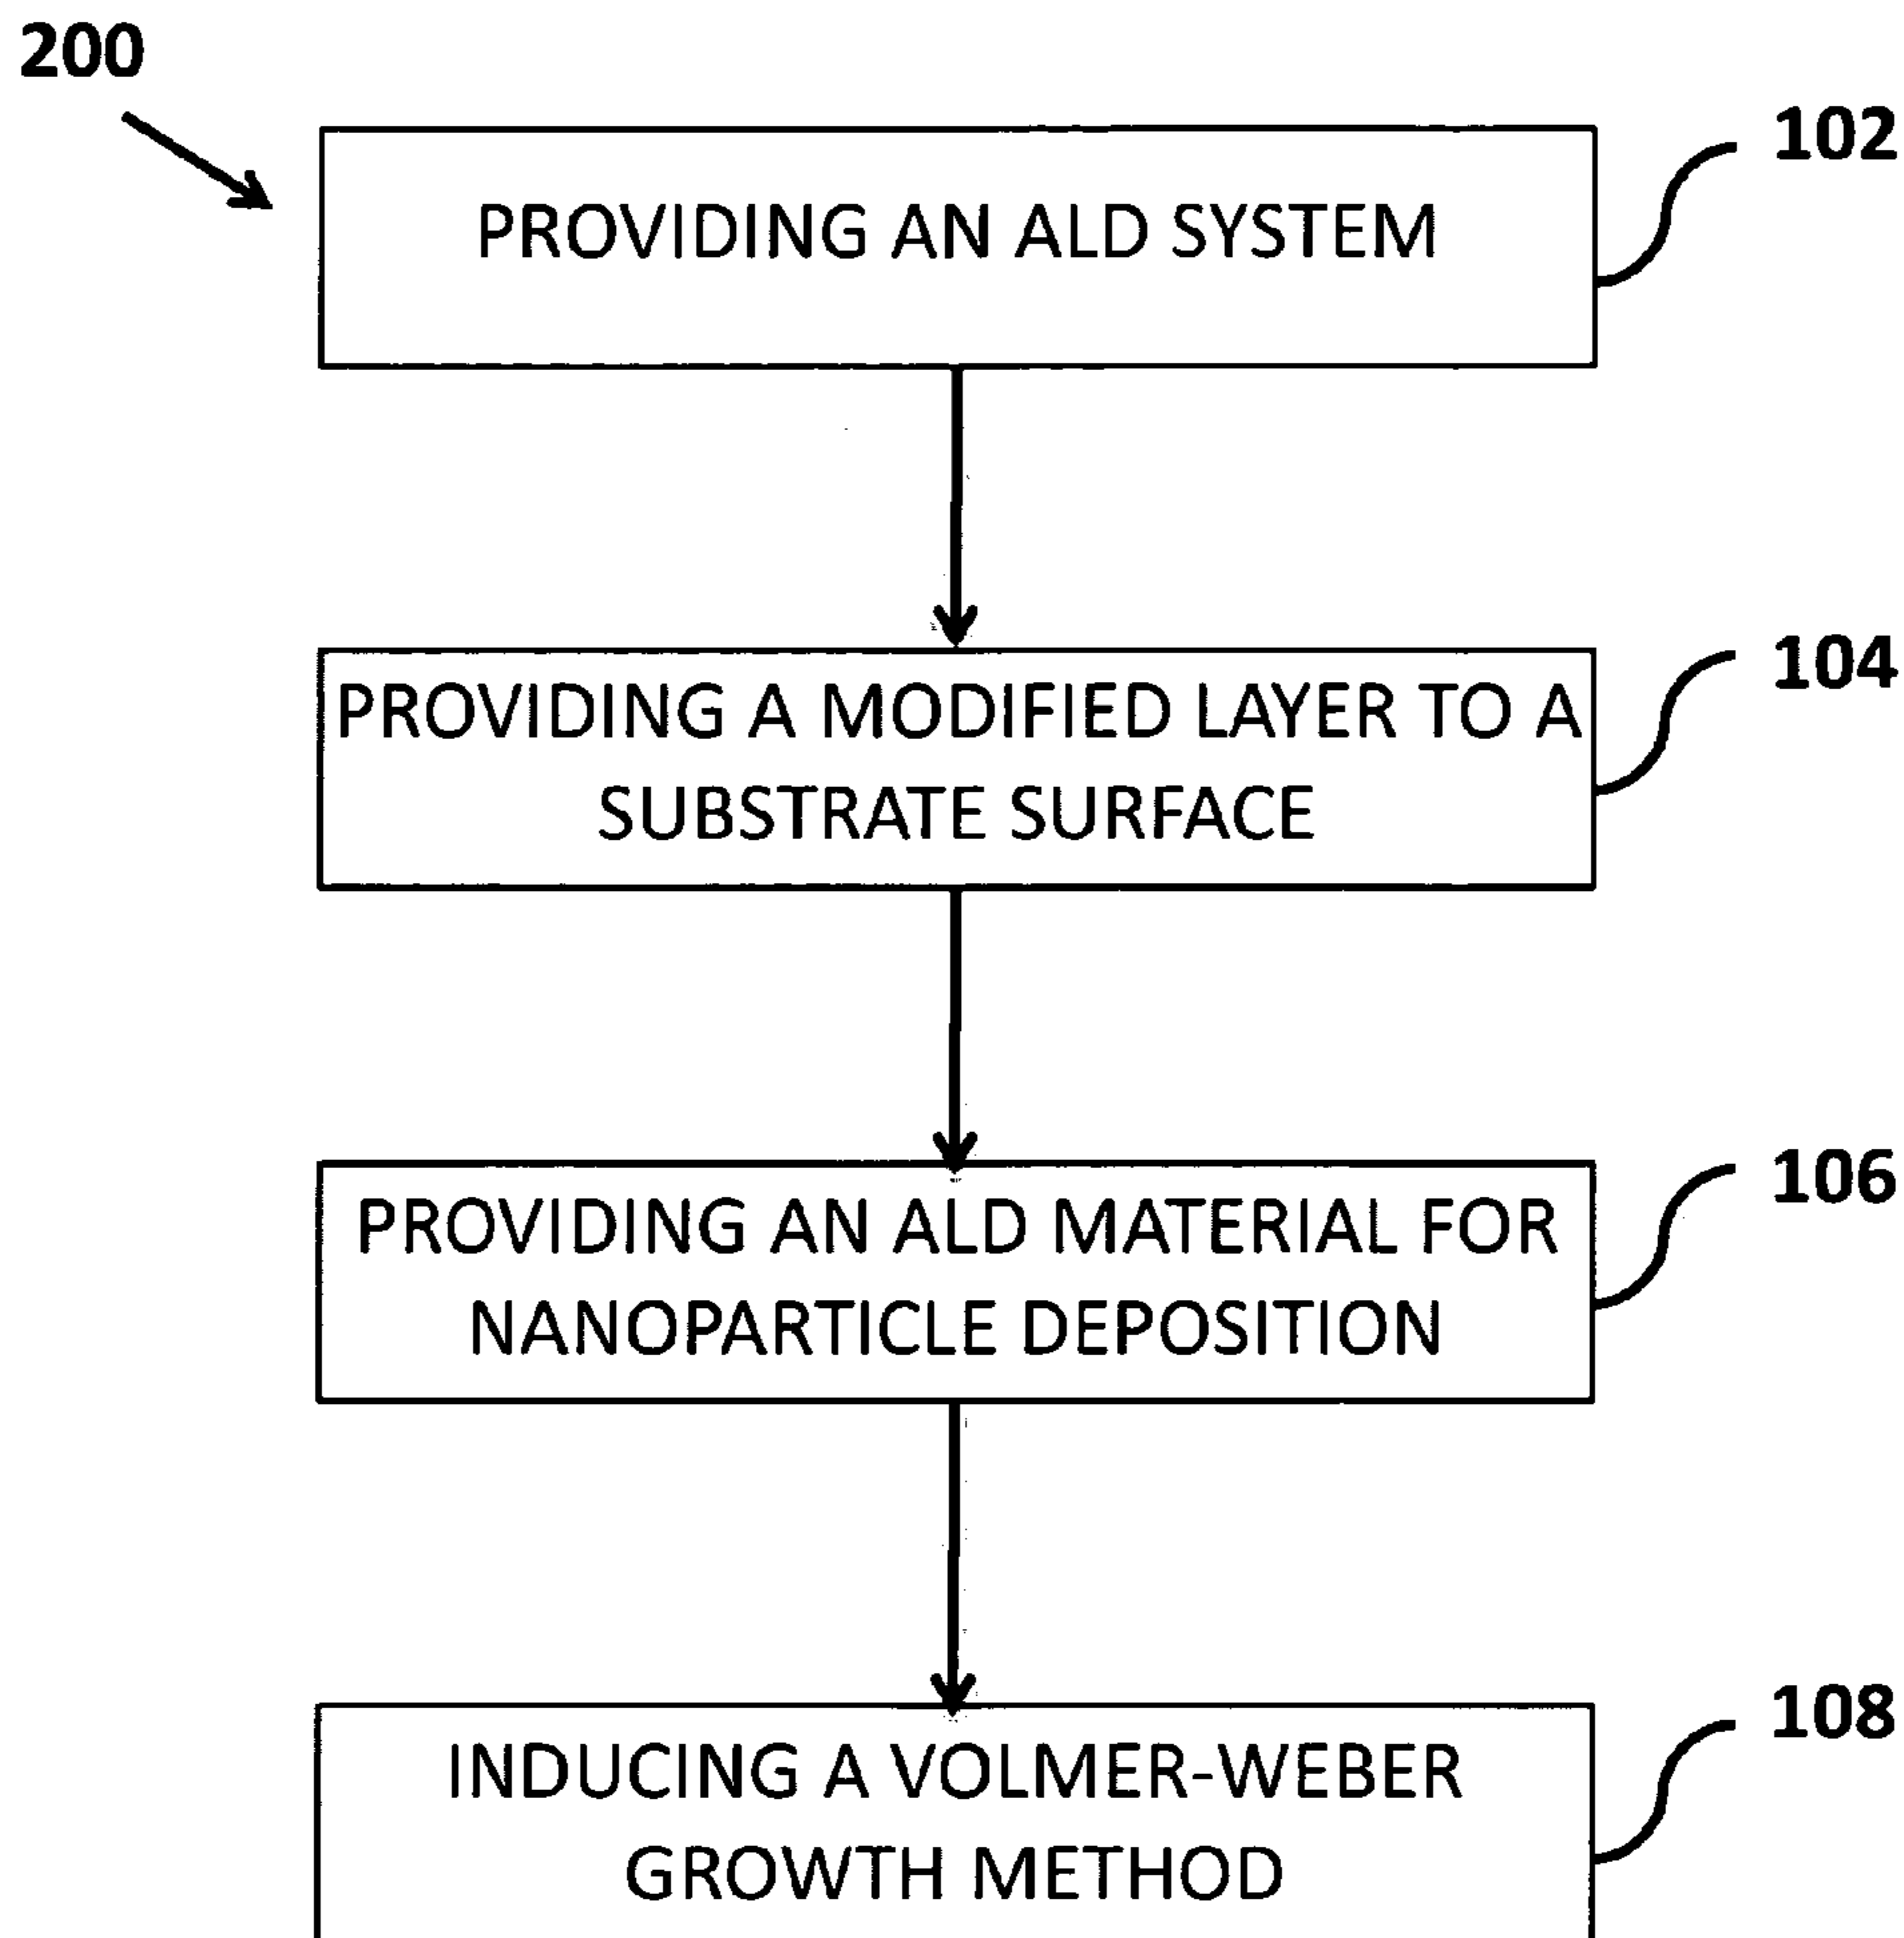 200
102
PROVIDING AN ALD SYSTEM
104
PROVIDING A MODIFIED LAYER TO A
SUBSTRATE SURFACE
106
PROVIDING AN ALD MATERIAL FOR
NANOPARTICLE DEPOSITION
108
INDUCING A VOLMER-WEBER
GROWTH METHOD